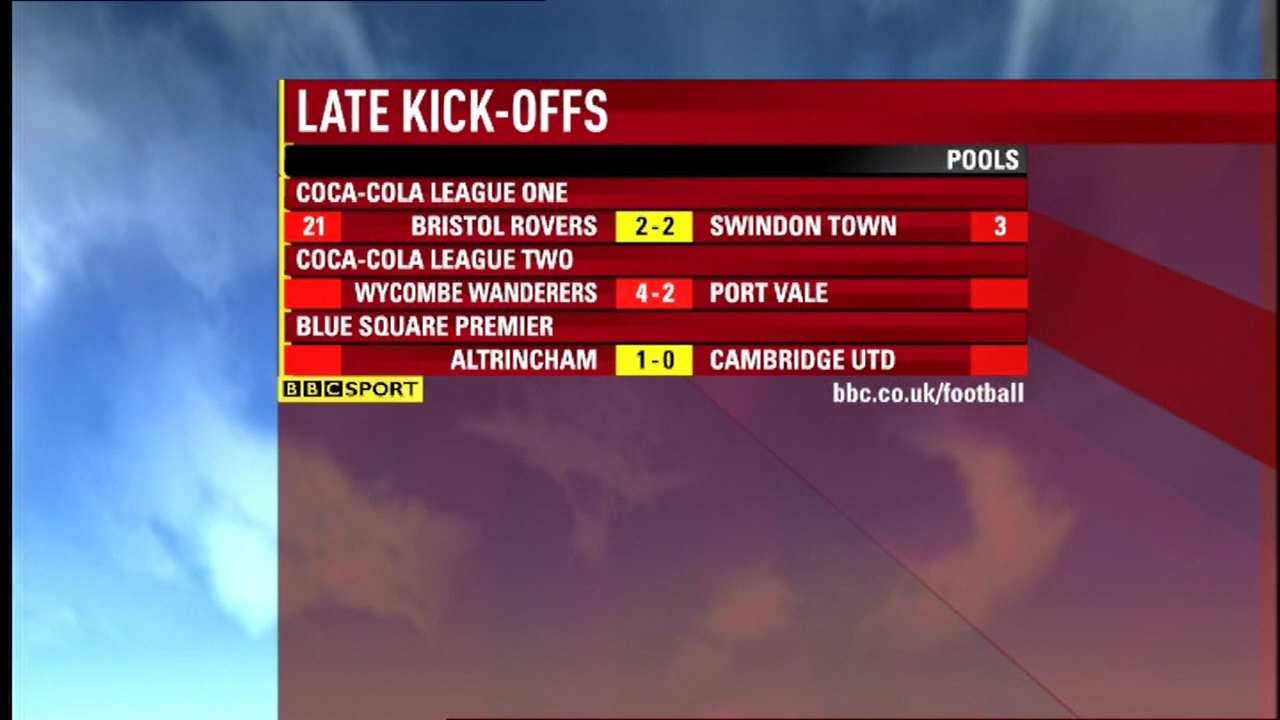 LATE KICK-OFFS
POOLS
COCA-COLA LEAGUE ONE
21 BRISTOL ROVERS 2-2 SWINDON TOWN 3
COCA-COLA LEAGUE TWO
WYCOMBE WANDERERS 4-2 PORT VALE
BLUE SQUARE PREMIER
ALTRINCHAM 1-0 CAMBRIDGE UTD
BBC SPORT bbc.co.uk/football